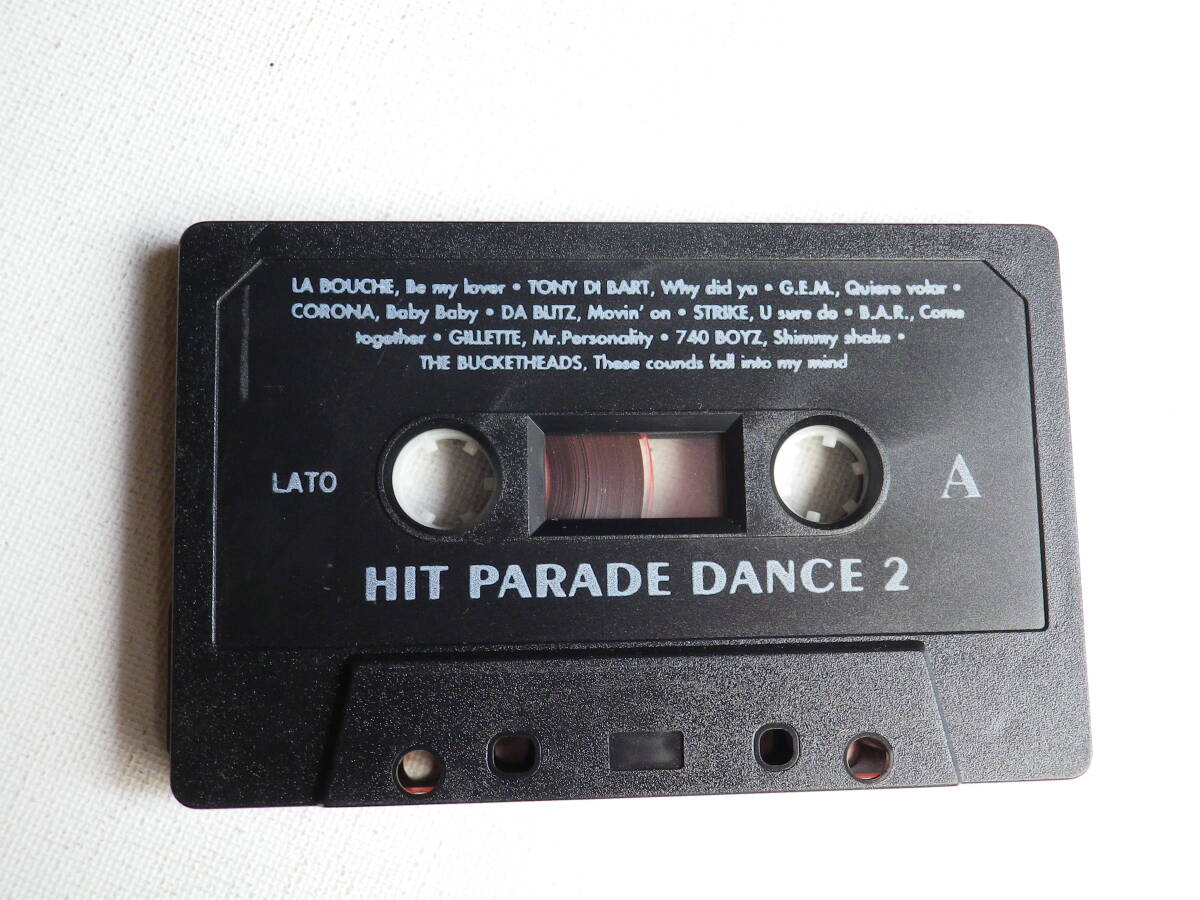 LA BOUCHE, Be my lover • TONY DI BART, Why did ya • G.E.M., Quiero volar •
CORONA, Baby Baby • DA BLITZ, Movin' on • STRIKE, U sure do • B.A.R., Come
together • GILLETTE, Mr.Personality • 740 BOYZ, Shimmy shake •
THE BUCKETHEADS, These counds fall into my mind
LATO A
HIT PARADE DANCE 2